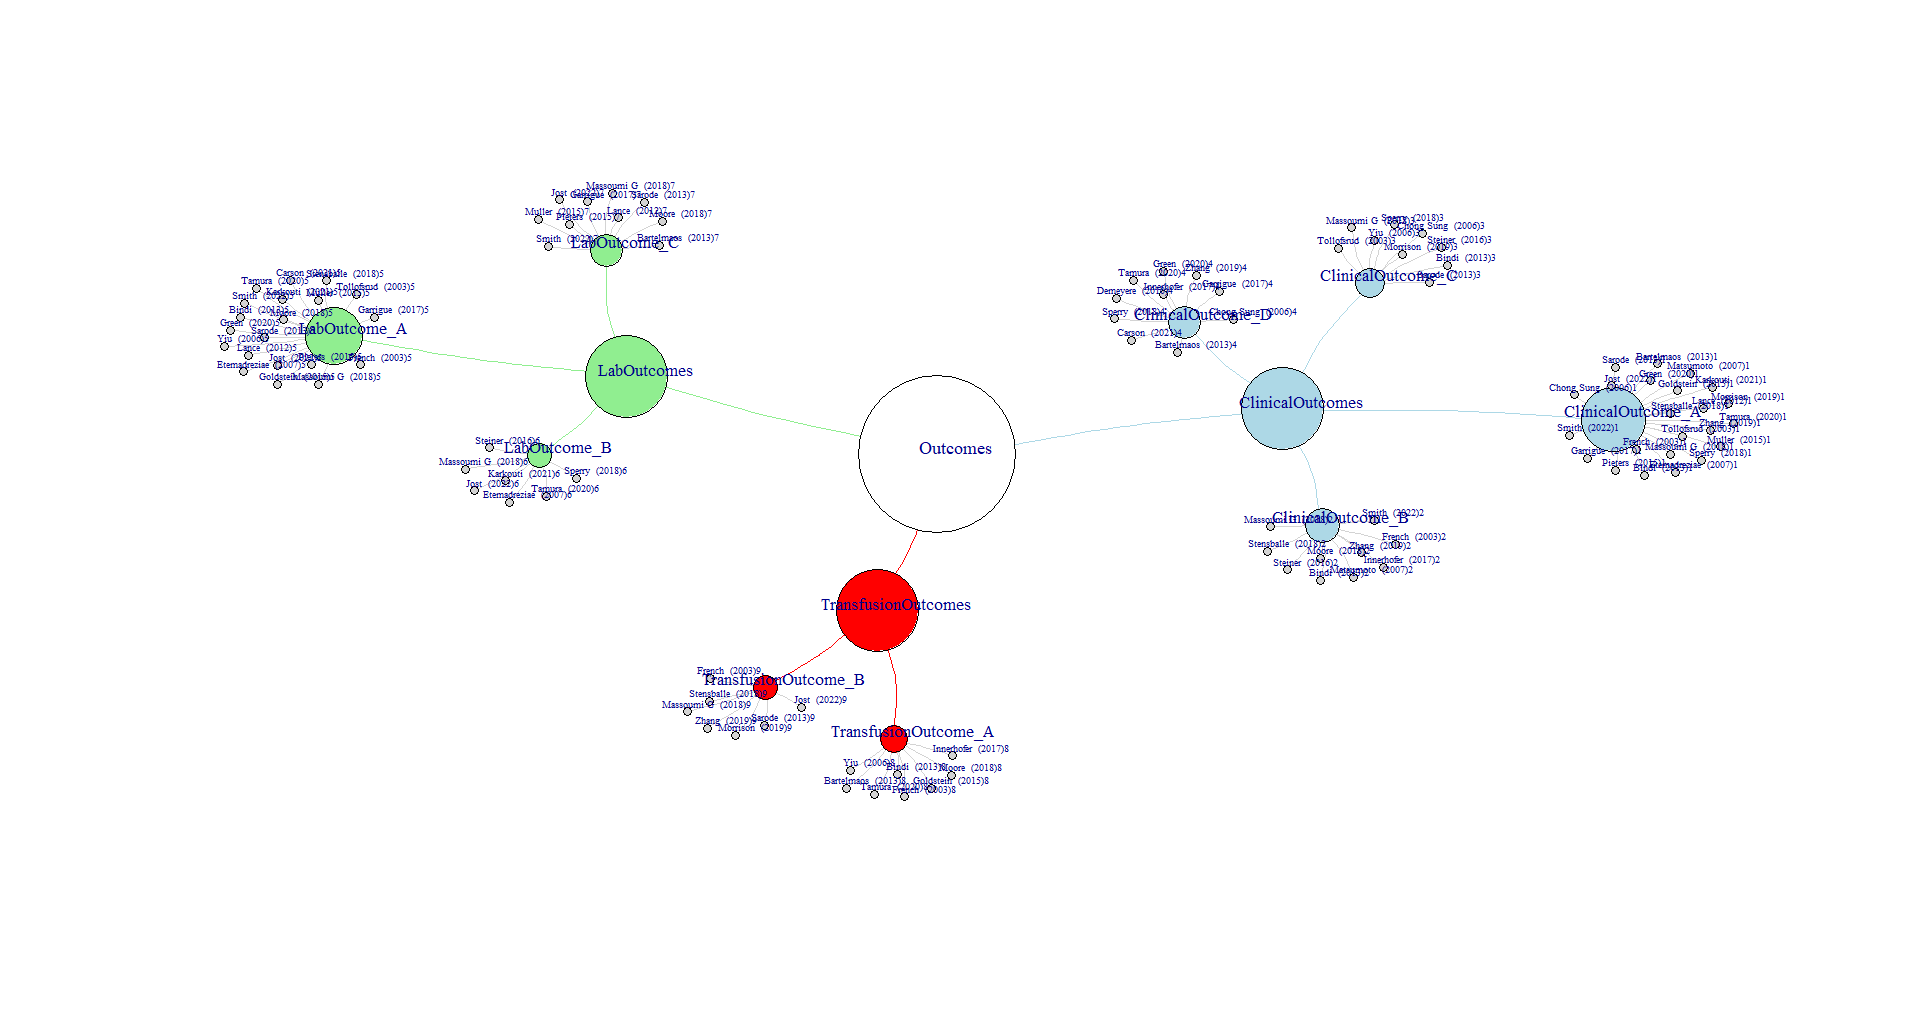 Outcomes
LabOutcomes
ClinicalOutcomes
TransfusionOutcomes
LabOutcome_C
Massoumi G (2018)7
Jost (2022)7
Garrigue (2017)7
Sarode (2013)7
Muller (2015)7
Pieters (2015)7
Lance (2012)7
Moore (2018)7
Smith (2022)7
Bartelmaos (2013)7
LabOutcome_A
Carson (2021)5
Stensballe (2018)5
Tamura (2020)5
Tollofsrud (2003)5
Karkouti (2021)5
Muller (2015)5
Smith (2022)5
Bindi (2013)5
Moore (2018)5
Garrigue (2017)5
Green (2020)5
Sarode (2013)5
Yiu (2006)5
Lance (2012)5
Jost (2022)5
Pieters (2015)5
French (2003)5
Etemadreziae (2007)5
Goldstein (2015)5
Massoumi G (2018)5
LabOutcome_B
Steiner (2016)6
Massoumi G (2018)6
Sperry (2018)6
Karkouti (2021)6
Jost (2022)6
Tamura (2020)6
Etemadreziae (2007)6
ClinicalOutcome_C
Massoumi G (2018)3
Sperry (2018)3
Chong Sung (2006)3
Yiu (2006)3
Tollofsrud (2003)3
Steiner (2016)3
Morrison (2019)3
Bindi (2013)3
Sarode (2013)3
ClinicalOutcome_D
Green (2020)4
Zhang (2019)4
Tamura (2020)4
Innerhofer (2017)4
Garrigue (2017)4
Demeyere (2010)4
Sperry (2018)4
Chong Sung (2006)4
Carson (2021)4
Bartelmaos (2013)4
ClinicalOutcome_A
Sarode (2013)1
Bartelmaos (2013)1
Matsumoto (2007)1
Jost (2022)1
Green (2020)1
Goldstein (2015)1
Karkouti (2021)1
Chong Sung (2006)1
Morrison (2019)1
Lance (2012)1
Stensballe (2018)1
Tamura (2020)1
Zhang (2019)1
Smith (2022)1
Tollofsrud (2003)1
French (2003)1
Muller (2015)1
Massoumi G (2018)1
Garrigue (2017)1
Sperry (2018)1
Pieters (2015)1
Bindi (2013)1
Etemadreziae (2007)1
ClinicalOutcome_B
Smith (2022)2
Massoumi G (2018)2
French (2003)2
Stensballe (2018)2
Moore (2018)2
Zhang (2019)2
Steiner (2016)2
Innerhofer (2017)2
Bindi (2013)2
Matsumoto (2007)2
TransfusionOutcome_B
French (2003)9
Stensballe (2018)9
Jost (2022)9
Massoumi G (2018)9
Zhang (2019)9
Sarode (2013)9
Morrison (2019)9
TransfusionOutcome_A
Innerhofer (2017)8
Yiu (2006)8
Bindi (2013)8
Moore (2018)8
Bartelmaos (2013)8
Goldstein (2015)8
Tamura (2020)8
French (2003)8